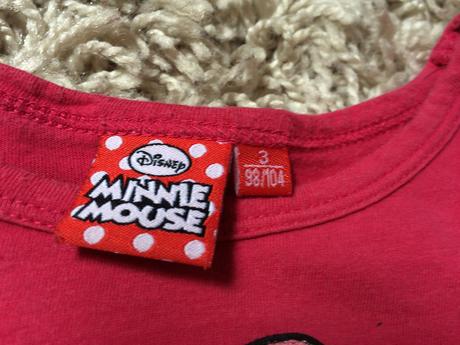 Disney
MINNIE
MOUSE
3
98/104